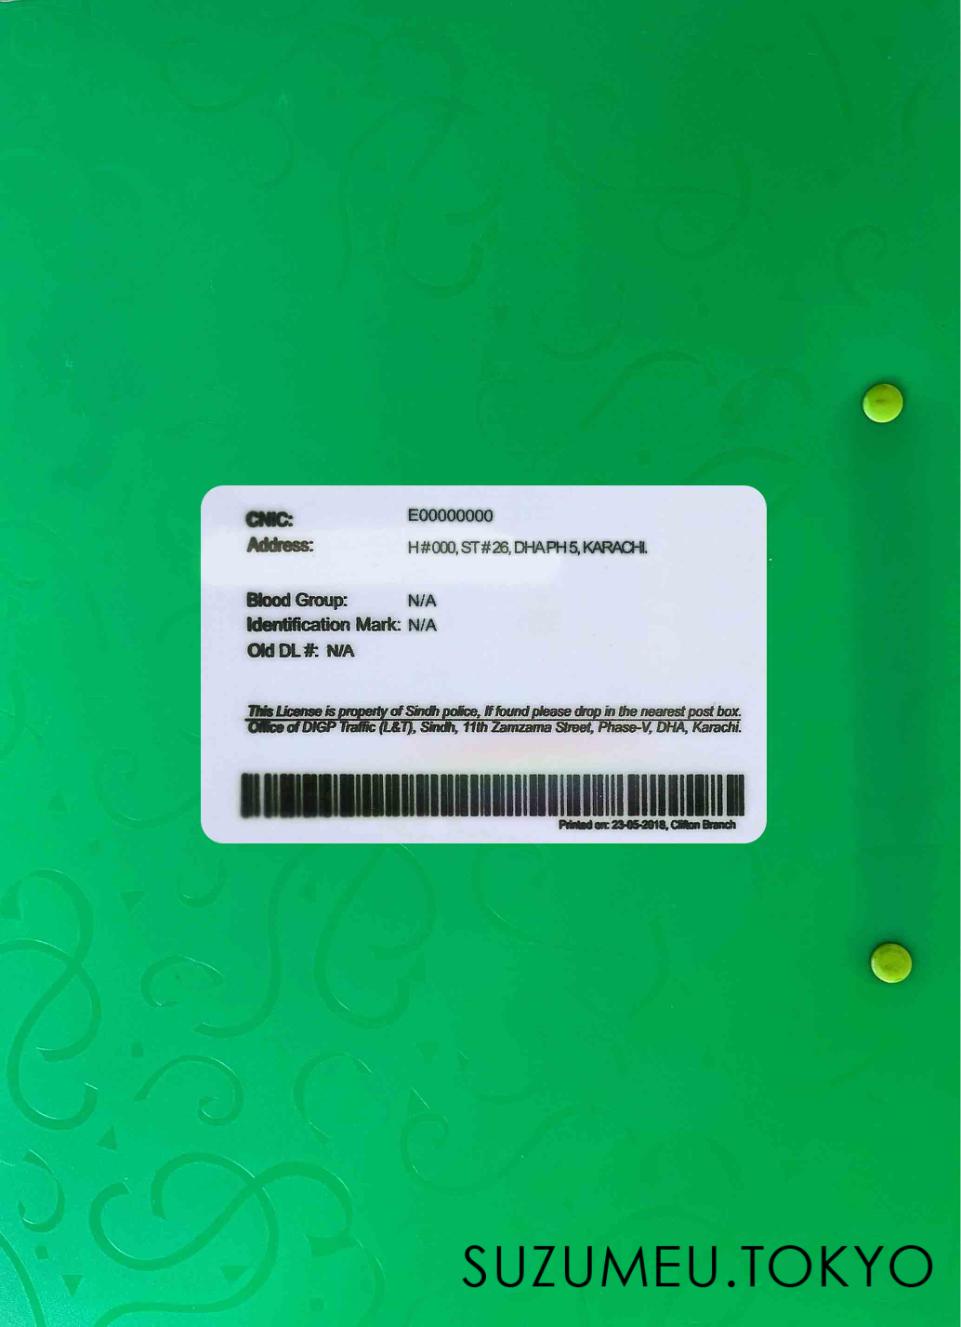 CNIC: E00000000
Address: H#000, ST#26, DHA PH 5, KARACHI.
Blood Group: N/A
Identification Mark: N/A
Old DL #: N/A
This License is property of Sindh police, If found please drop in the nearest post box.
Office of DIGP Traffic (L&T), Sindh, 11th Zamzama Street, Phase-V, DHA, Karachi.
Printed on: 23-05-2018, Clifton Branch
SUZUMEU.TOKYO